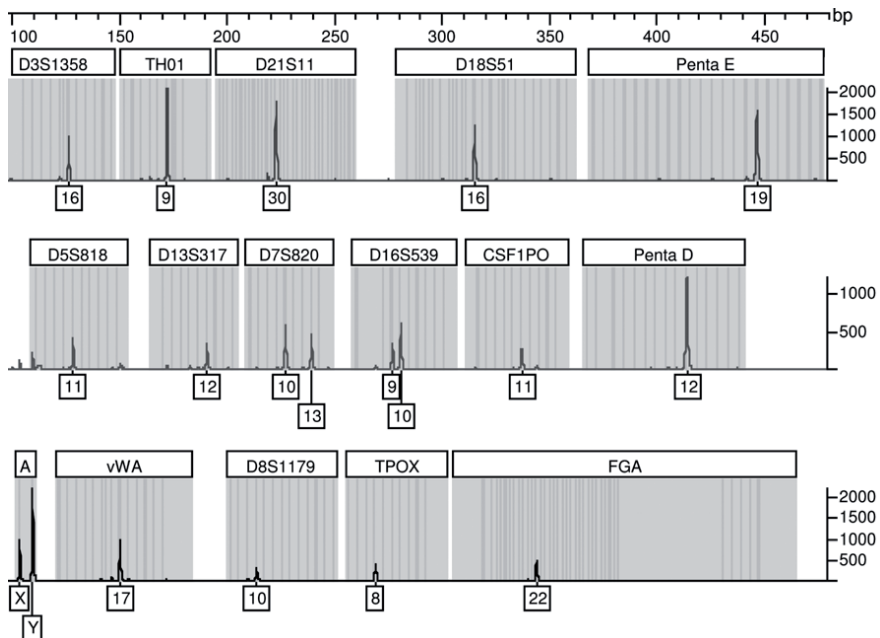 bp
100 150 200 250 300 350 400 450
D3S1358 TH01 D21S11 D18S51 Penta E
2000
1500
1000
500
16 9 30 16 19
D5S818 D13S317 D7S820 D16S539 CSF1PO Penta D
1000
500
11 12 10 9 11 12
13 10
A vWA D8S1179 TPOX FGA
2000
1500
1000
500
X 17 10 8 22
Y